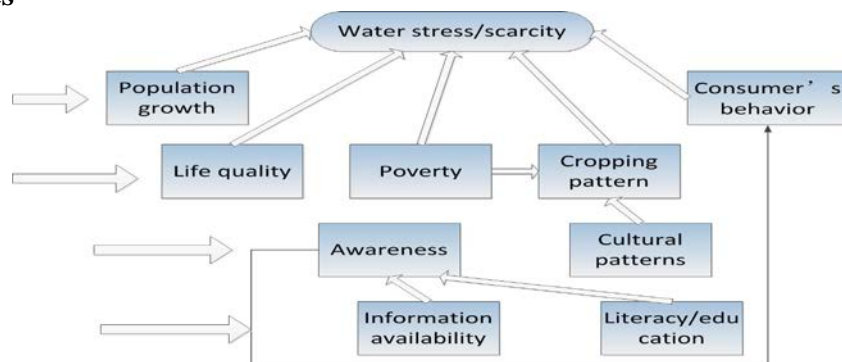 Water stress/scarcity
Population
growth
Consumer's
behavior
Life quality
Poverty
Cropping
pattern
Awareness
Cultural
patterns
Information
availability
Literacy/edu
cation